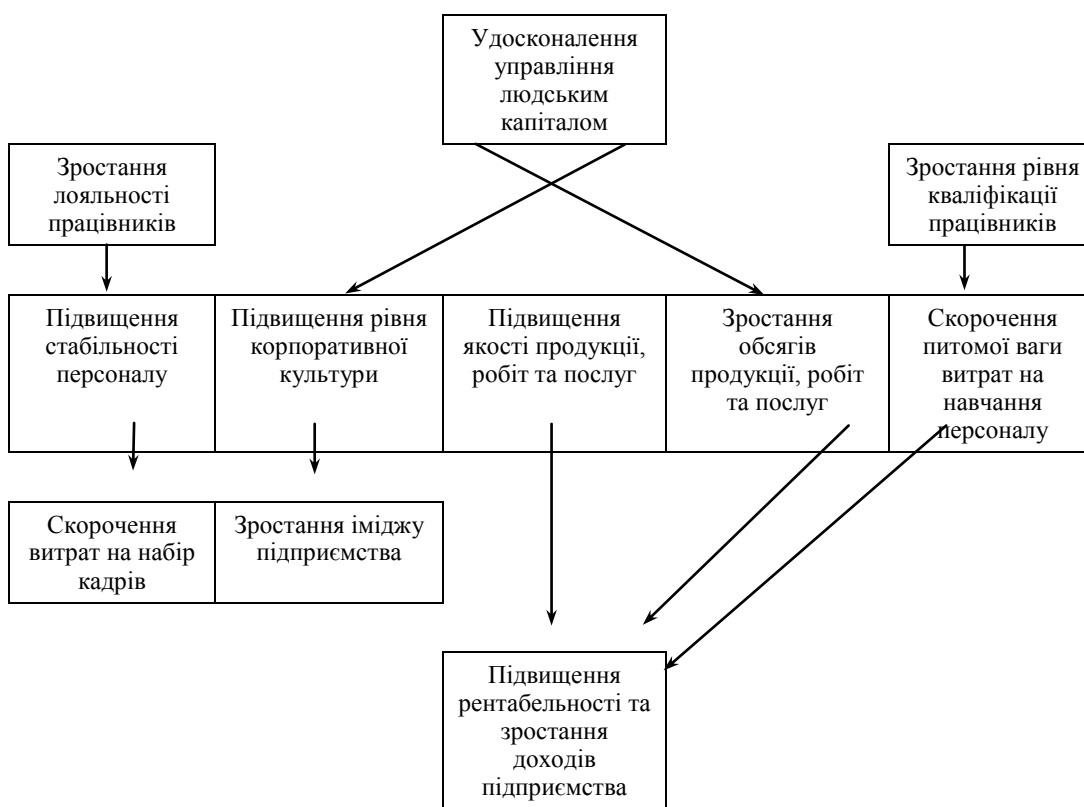 Удосконалення
управління
людським
капіталом
Зростання
лояльності
працівників
Зростання рівня
кваліфікації
працівників
Підвищення
стабільності
персоналу
Підвищення рівня
корпоративної
культури
Підвищення
якості продукції,
робіт та послуг
Зростання
обсягів
продукції, робіт
та послуг
Скорочення
питомої ваги
витрат на
навчання
персоналу
Скорочення
витрат на набір
кадрів
Зростання іміджу
підприємства
Підвищення
рентабельності та
зростання
доходів
підприємства